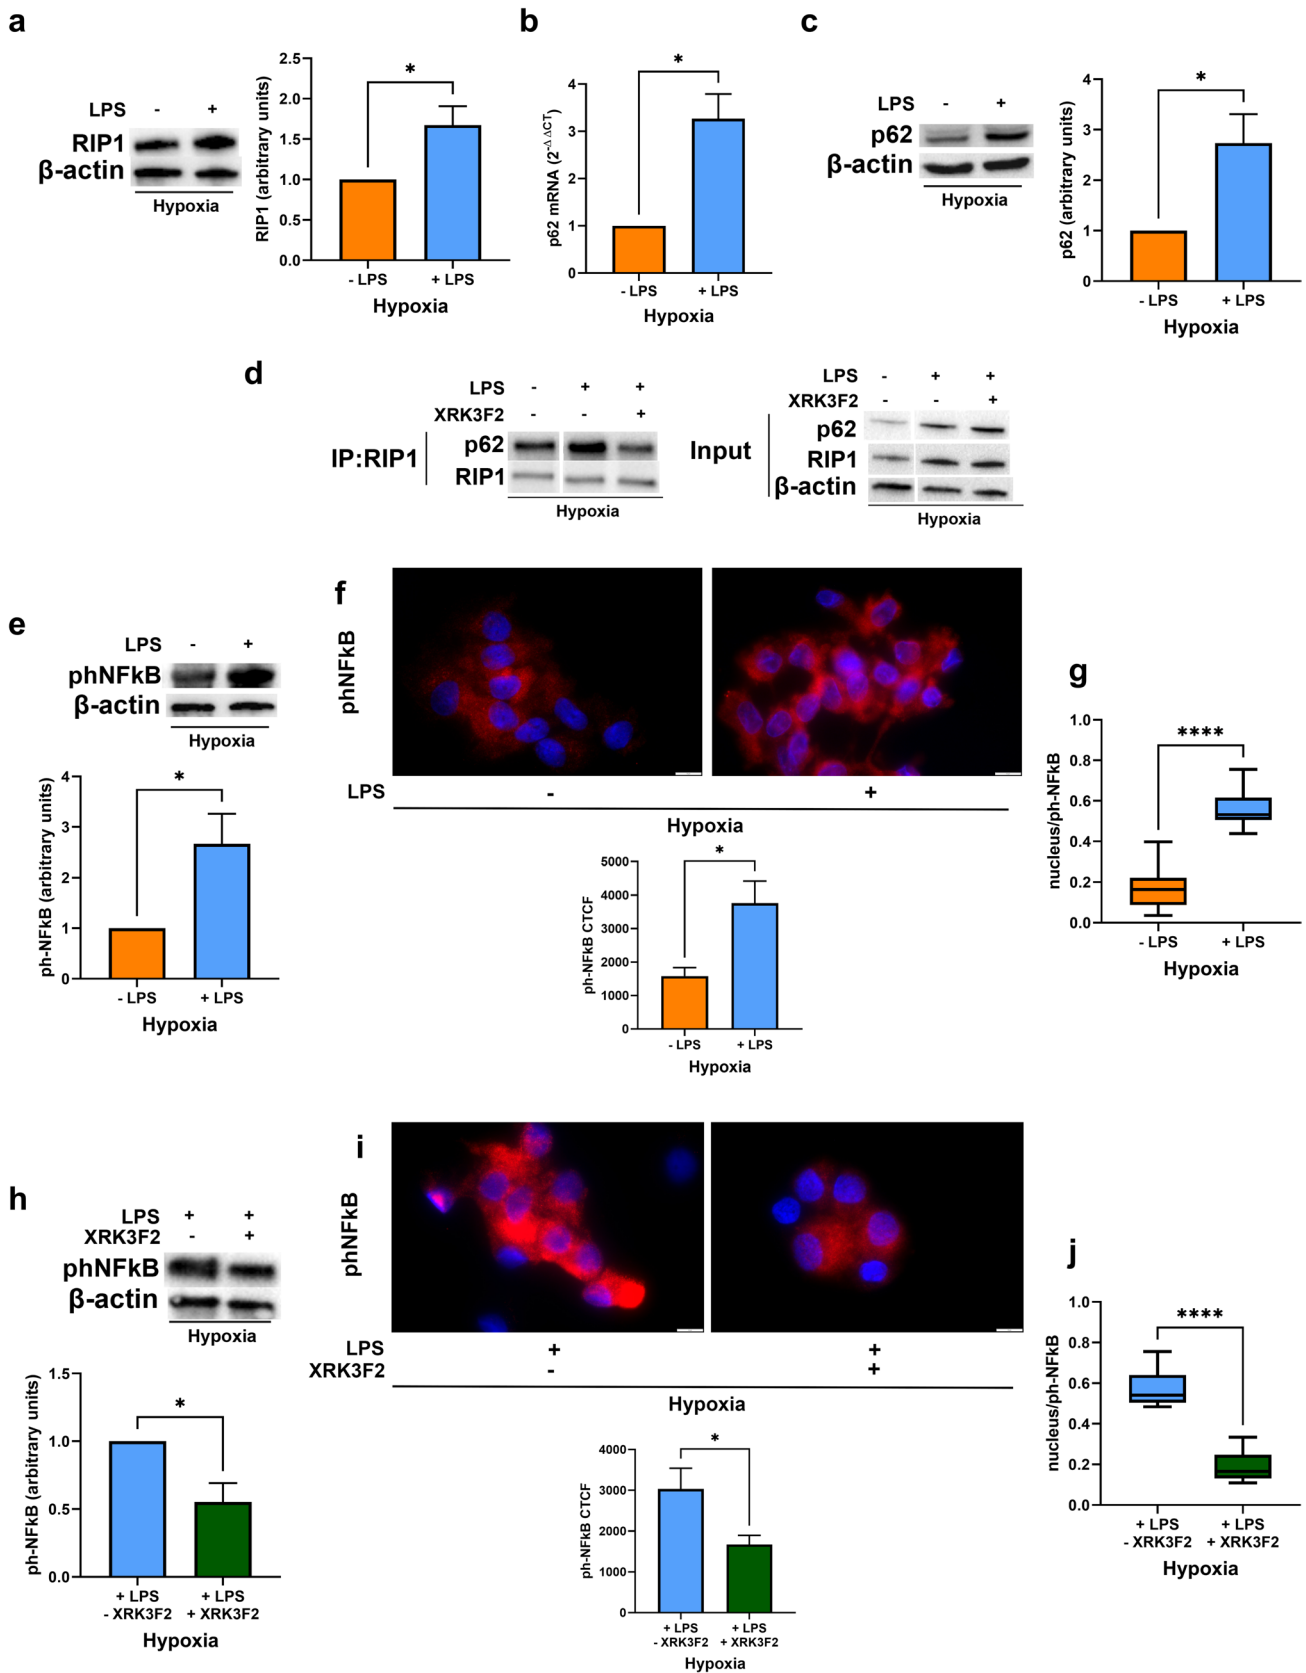 a
LPS - +
RIP1
β-actin
Hypoxia
RIP1 (arbitrary units)
2.5
2.0
1.5
1.0
0.5
0.0
*
- LPS + LPS
Hypoxia
b
p62 mRNA (2-Δ ΔCT)
4
3
2
1
0
*
- LPS + LPS
Hypoxia
c
LPS - +
p62
β-actin
Hypoxia
p62 (arbitrary units)
4
3
2
1
0
*
- LPS + LPS
Hypoxia
d
LPS - + +
XRK3F2 - - +
IP:RIP1
p62
RIP1
Hypoxia
Input
LPS - + +
XRK3F2 - - +
p62
RIP1
β-actin
Hypoxia
e
LPS - +
phNFkB
β-actin
Hypoxia
ph-NFkB (arbitrary units)
4
3
2
1
0
*
- LPS + LPS
Hypoxia
f
phNFkB
LPS - +
Hypoxia
ph-NFkB CTCF
5000
4000
3000
2000
1000
0
*
- LPS + LPS
Hypoxia
g
nucleus/ph-NFkB
1.0
0.8
0.6
0.4
0.2
0.0
****
- LPS + LPS
Hypoxia
h
LPS + +
XRK3F2 - +
phNFkB
β-actin
Hypoxia
ph-NFkB (arbitrary units)
1.5
1.0
0.5
0.0
*
+ LPS + LPS
- XRK3F2 + XRK3F2
Hypoxia
i
phNFkB
LPS + +
XRK3F2 - +
Hypoxia
ph-NFkB CTCF
4000
3000
2000
1000
0
*
+ LPS + LPS
- XRK3F2 + XRK3F2
Hypoxia
j
nucleus/ph-NFkB
1.0
0.8
0.6
0.4
0.2
0.0
****
+ LPS + LPS
- XRK3F2 + XRK3F2
Hypoxia